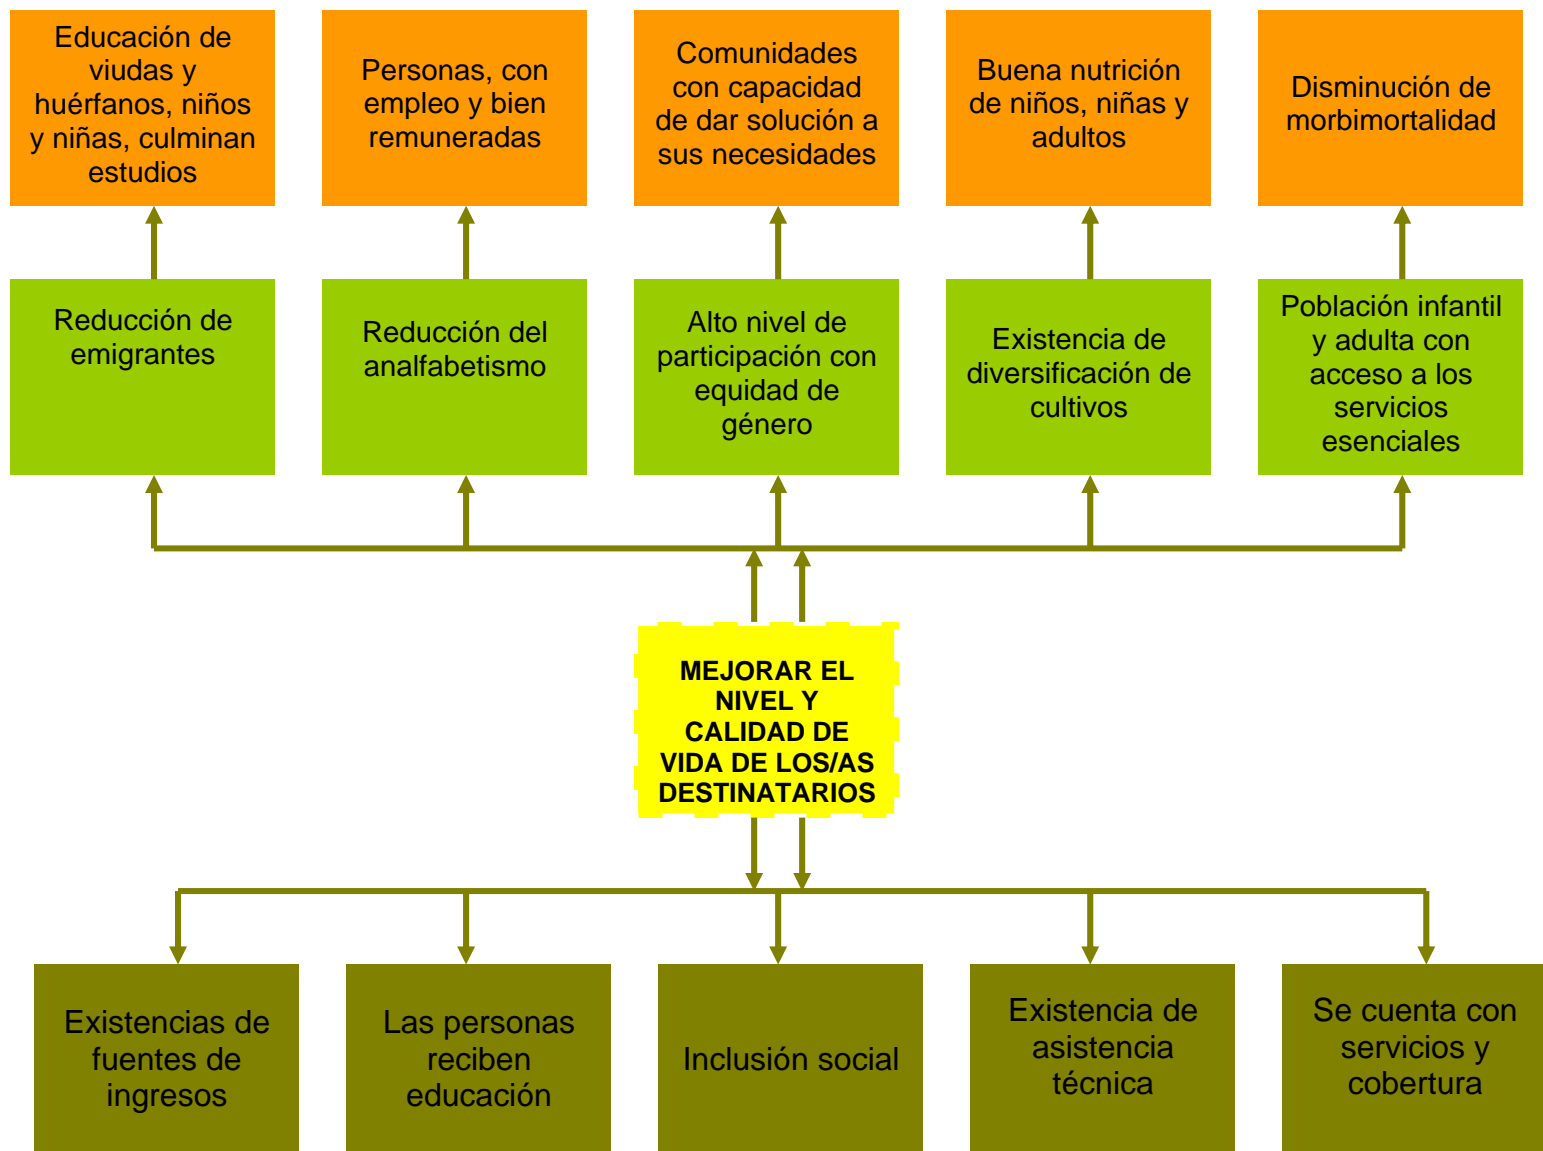 Educación de
viudas y
huérfanos, niños
y niñas, culminan
estudios
Personas, con
empleo y bien
remuneradas
Comunidades
con capacidad
de dar solución a
sus necesidades
Buena nutrición
de niños, niñas y
adultos
Disminución de
morbimortalidad
Reducción de
emigrantes
Reducción del
analfabetismo
Alto nivel de
participación con
equidad de
género
Existencia de
diversificación de
cultivos
Población infantil
y adulta con
acceso a los
servicios
esenciales
MEJORAR EL
NIVEL Y
CALIDAD DE
VIDA DE LOS/AS
DESTINATARIOS
Existencias de
fuentes de
ingresos
Las personas
reciben
educación
Inclusión social
Existencia de
asistencia
técnica
Se cuenta con
servicios y
cobertura